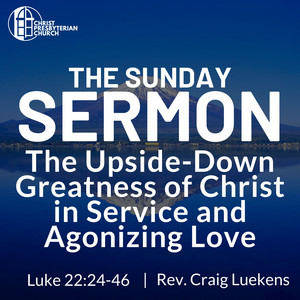 CHRIST
PRESBYTERIAN
CHURCH
THE SUNDAY
SERMON
The Upside-Down
Greatness of Christ
in Service and
Agonizing Love
Luke 22:24-46 | Rev. Craig Luekens